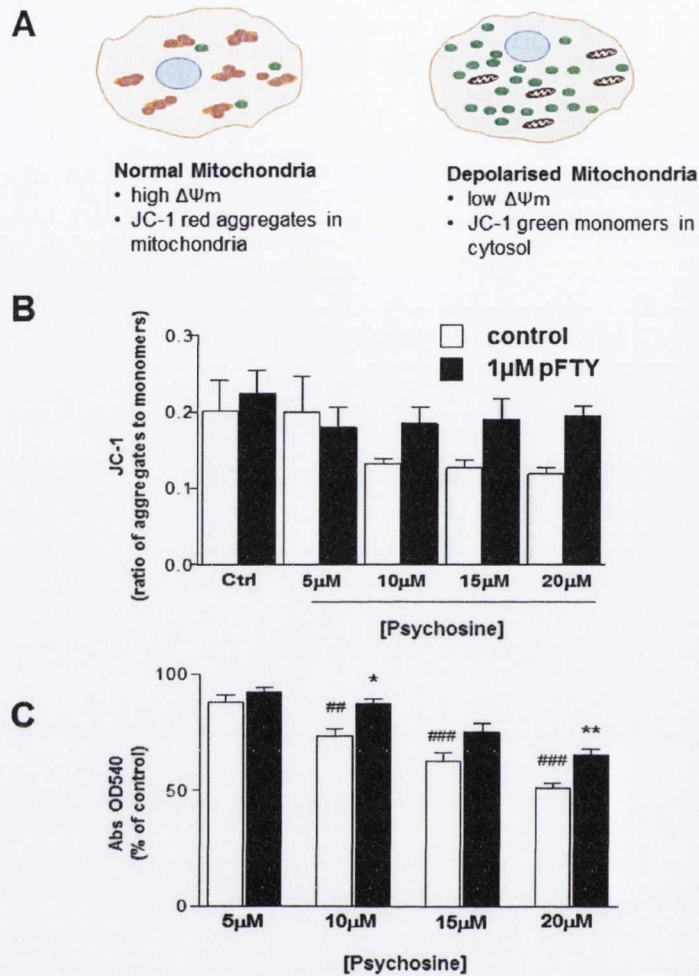 A
Normal Mitochondria
• high ΔΨm
• JC-1 red aggregates in
mitochondria
Depolarised Mitochondria
• low ΔΨm
• JC-1 green monomers in
cytosol
B
JC-1
(ratio of aggregates to monomers)
0.3
0.2
0.1
0.0
control
1µM pFTY
Ctrl
5µM
10µM
15µM
20µM
[Psychosine]
C
Abs OD540
(% of control)
100
50
0
##
*
###
###
**
5µM
10µM
15µM
20µM
[Psychosine]